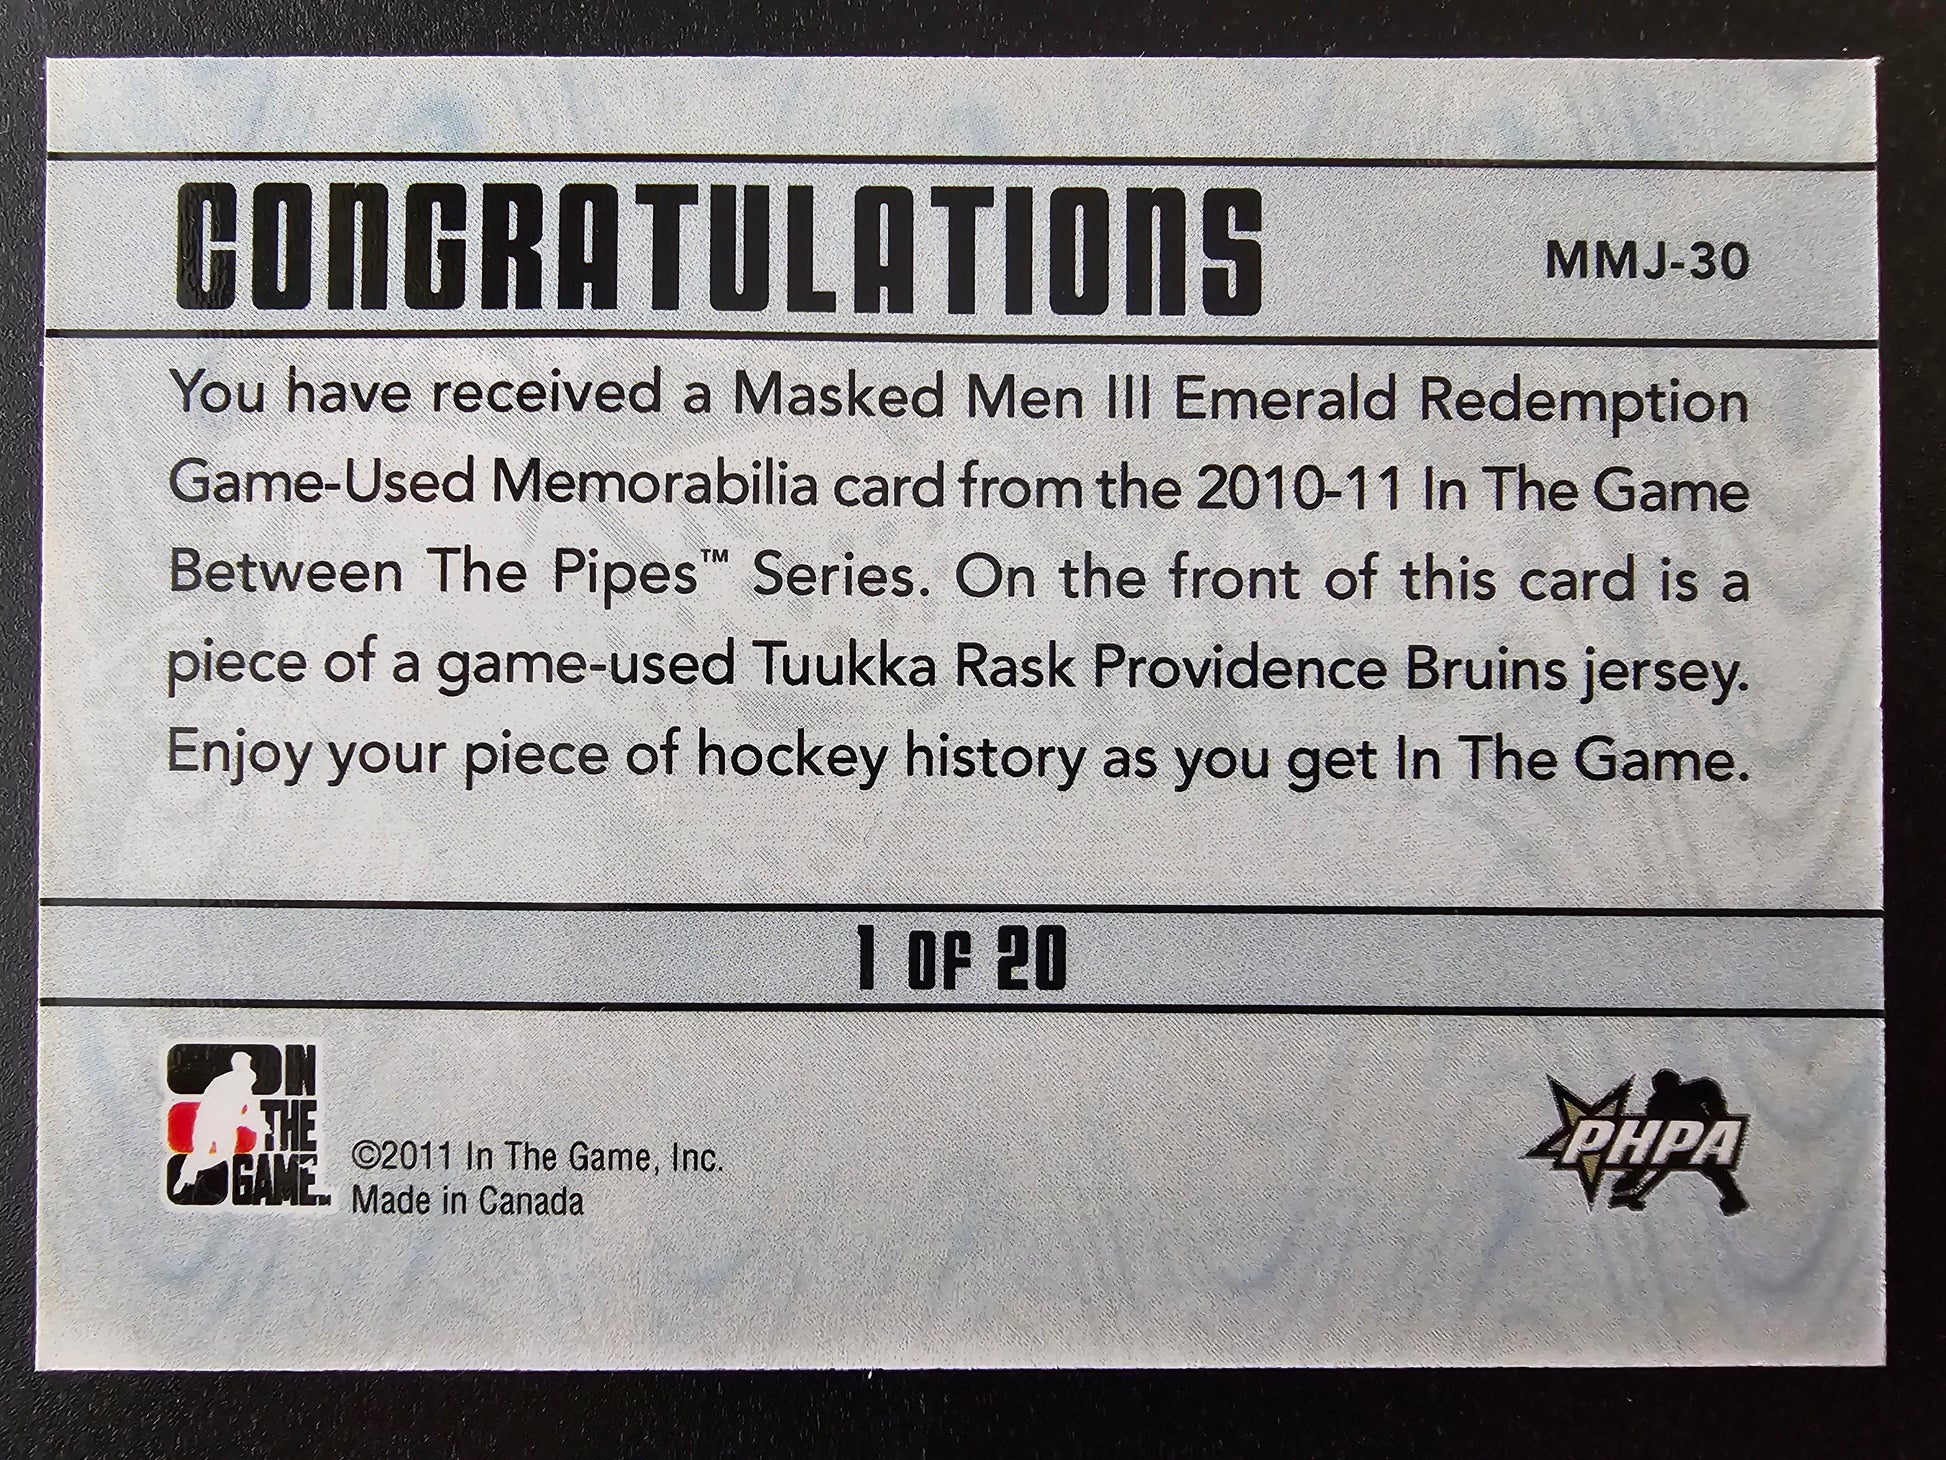 CONGRATULATIONS
MMJ-30
You have received a Masked Men III Emerald Redemption
Game-Used Memorabilia card from the 2010-11 In The Game
Between The Pipes™ Series. On the front of this card is a
piece of a game-used Tuukka Rask Providence Bruins jersey.
Enjoy your piece of hockey history as you get In The Game.
1 OF 20
IN
THE
GAME
©2011 In The Game, Inc.
Made in Canada
PHPA